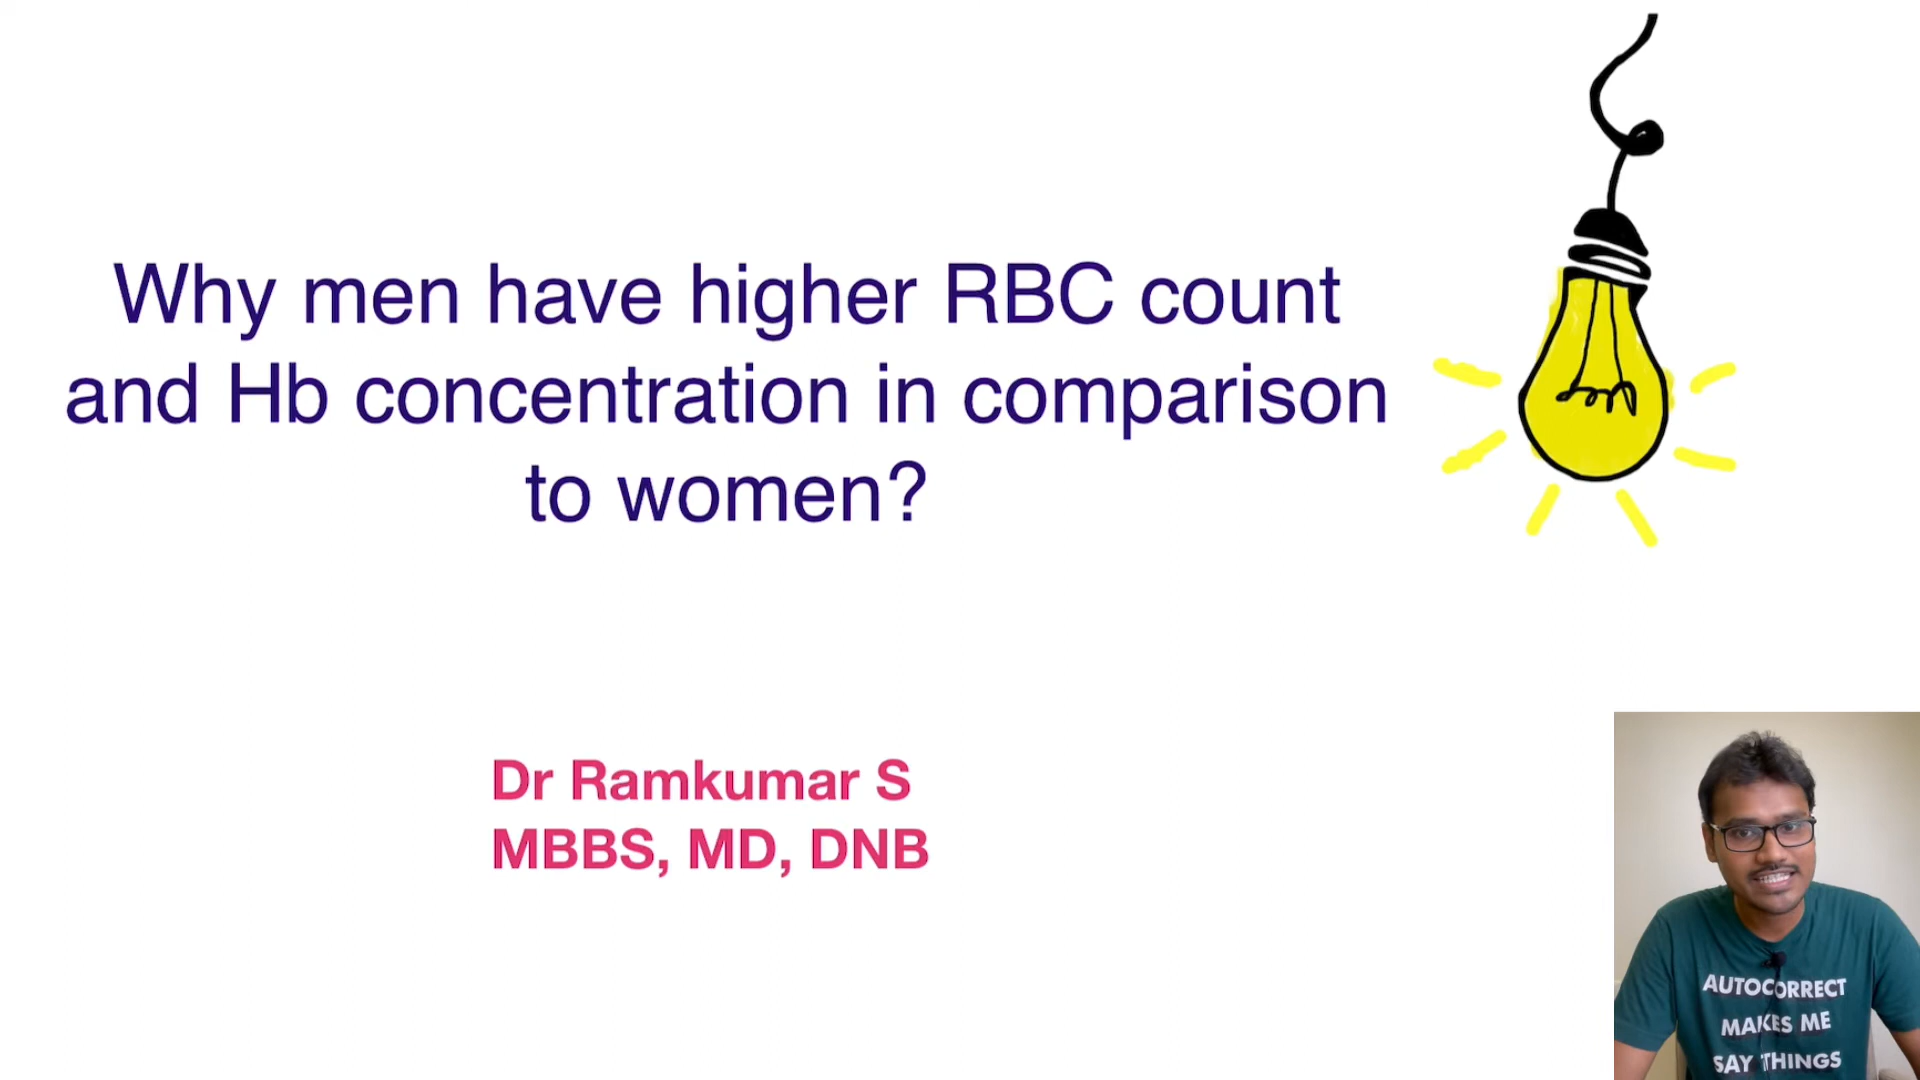 Why men have higher RBC count
and Hb concentration in comparison
to women?
Dr Ramkumar S
MBBS, MD, DNB
AUTOCORRECT
MAKES ME
SAY THINGS